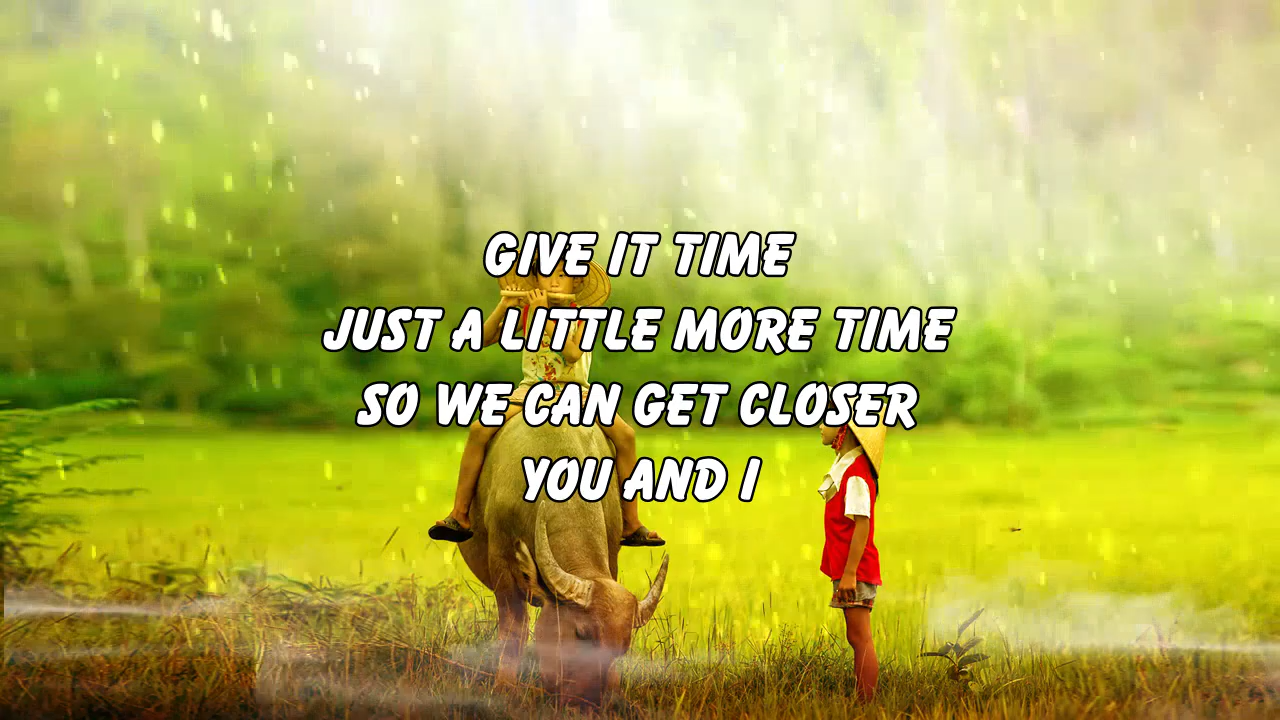 GIVE IT TIME
JUST A LITTLE MORE TIME
SO WE CAN GET CLOSER
YOU AND I